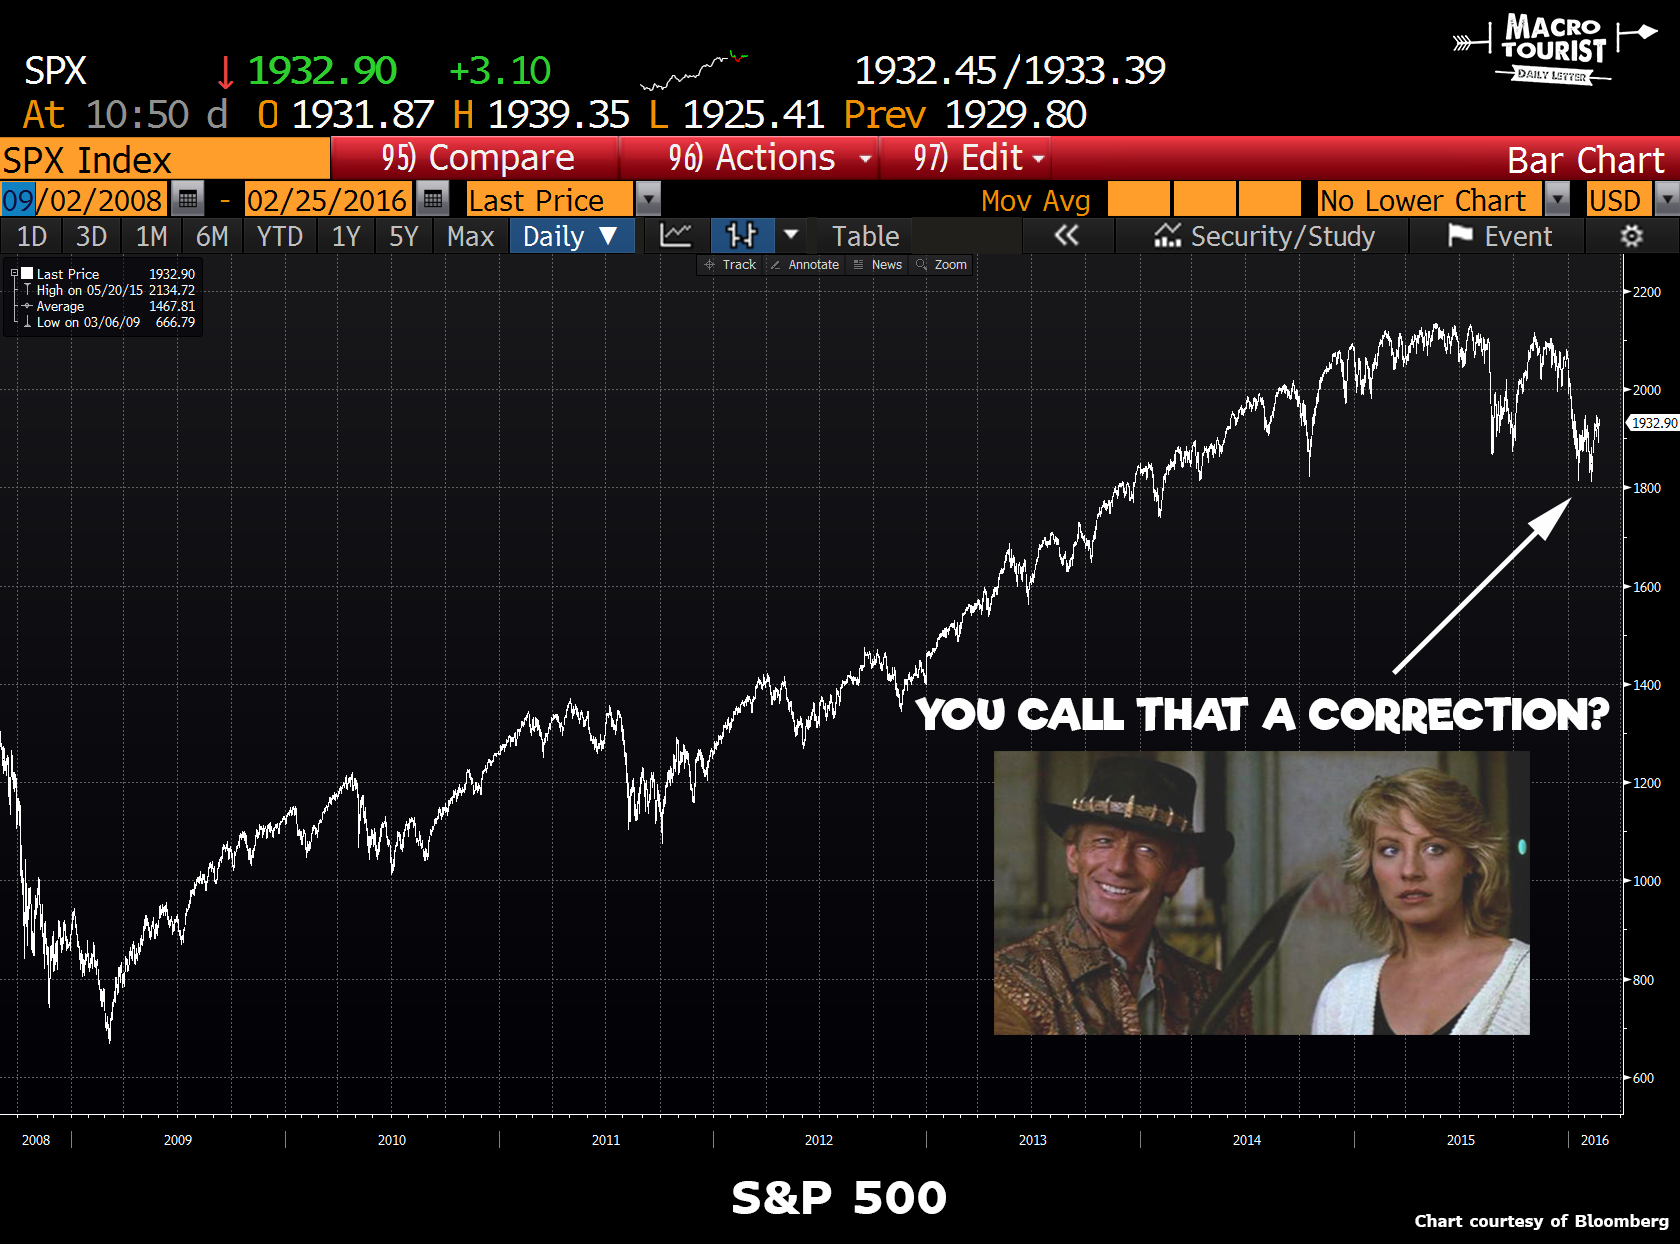 MACRO
TOURIST
DAILY LETTER
SPX ↓ 1932.90 +3.10 1932.45/1933.39
At 10:50 d O 1931.87 H 1939.35 L 1925.41 Prev 1929.80
SPX Index 95) Compare 96) Actions 97) Edit Bar Chart
09/02/2008 - 02/25/2016 Last Price Mov Avg No Lower Chart USD
1D 3D 1M 6M YTD 1Y 5Y Max Daily ▼ Table « Security/Study Event
Track Annotate News Zoom
Last Price 1932.90
High on 05/20/15 2134.72
Average 1467.81
Low on 03/06/09 666.79
2200
2000
1932.90
1800
1600
1400
YOU CALL THAT A CORRECTION?
1200
1000
800
600
2008 2009 2010 2011 2012 2013 2014 2015 2016
S&P 500
Chart courtesy of Bloomberg